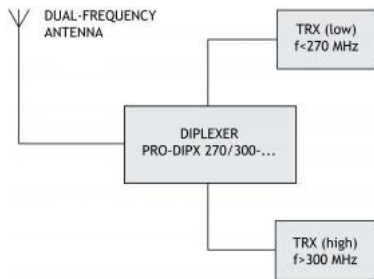 DUAL-FREQUENCY
ANTENNA
TRX (low)
f<270 MHz
DIPLEXER
PRO-DIPX 270/300-...
TRX (high)
f>300 MHz